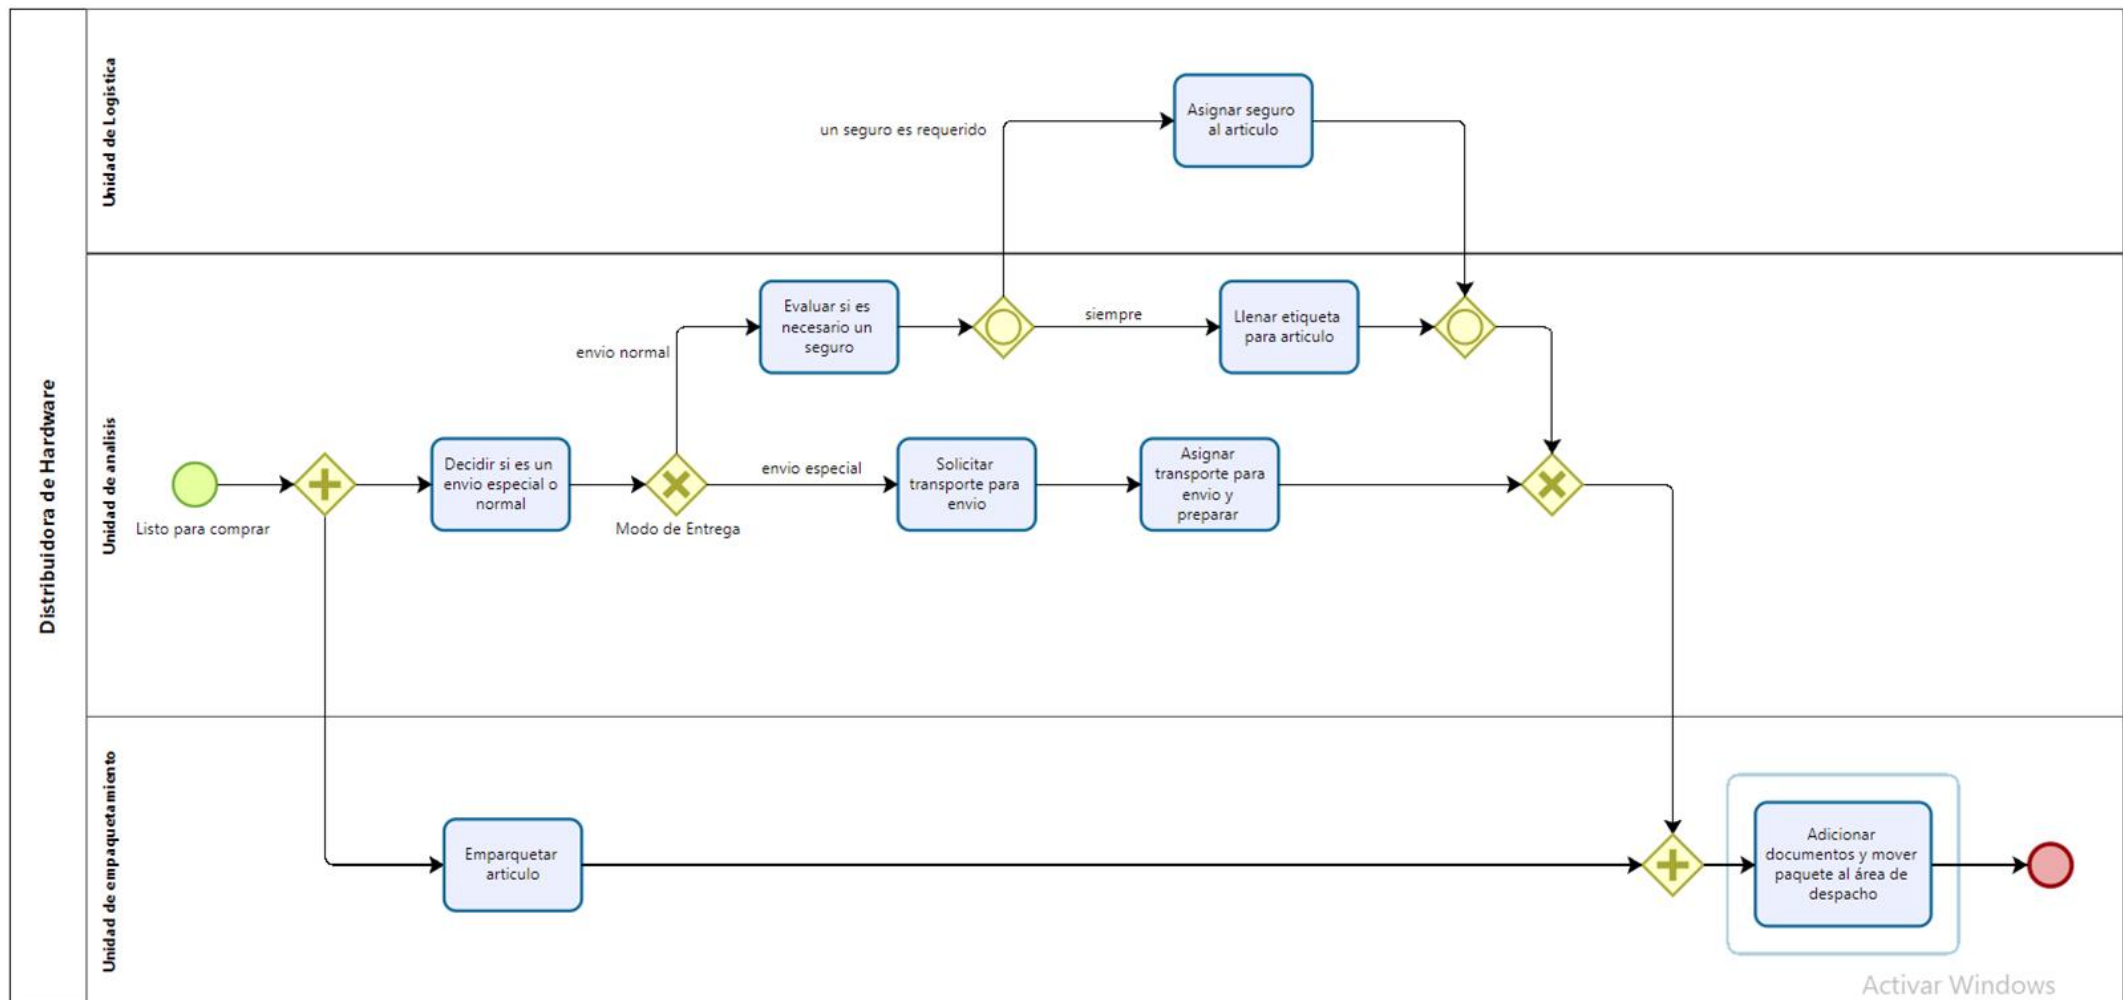 Distribuidora de Hardware
Unidad de Logistica
un seguro es requerido
Asignar seguro
al articulo
Unidad de analisis
Listo para comprar
Decidir si es un
envio especial o
normal
Modo de Entrega
envio normal
Evaluar si es
necesario un
seguro
siempre
Llenar etiqueta
para articulo
envio especial
Solicitar
transporte para
envio
Asignar
transporte para
envio y
preparar
Unidad de empaquetamiento
Emparquetar
articulo
Adicionar
documentos y mover
paquete al área de
despacho
Activar Windows